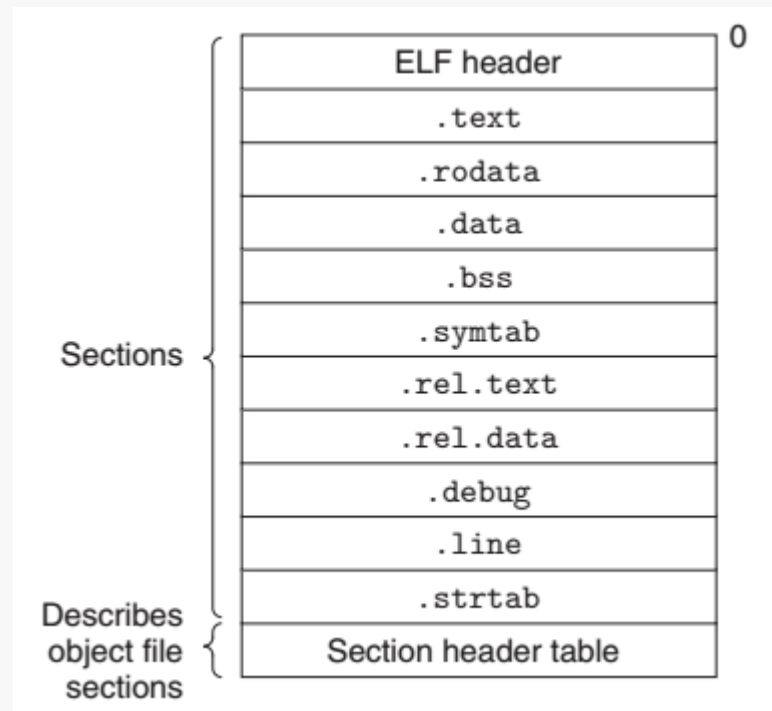 0
ELF header
.text
.rodata
.data
.bss
.symtab
Sections
.rel.text
.rel.data
.debug
.line
.strtab
Describes
object file
sections
Section header table